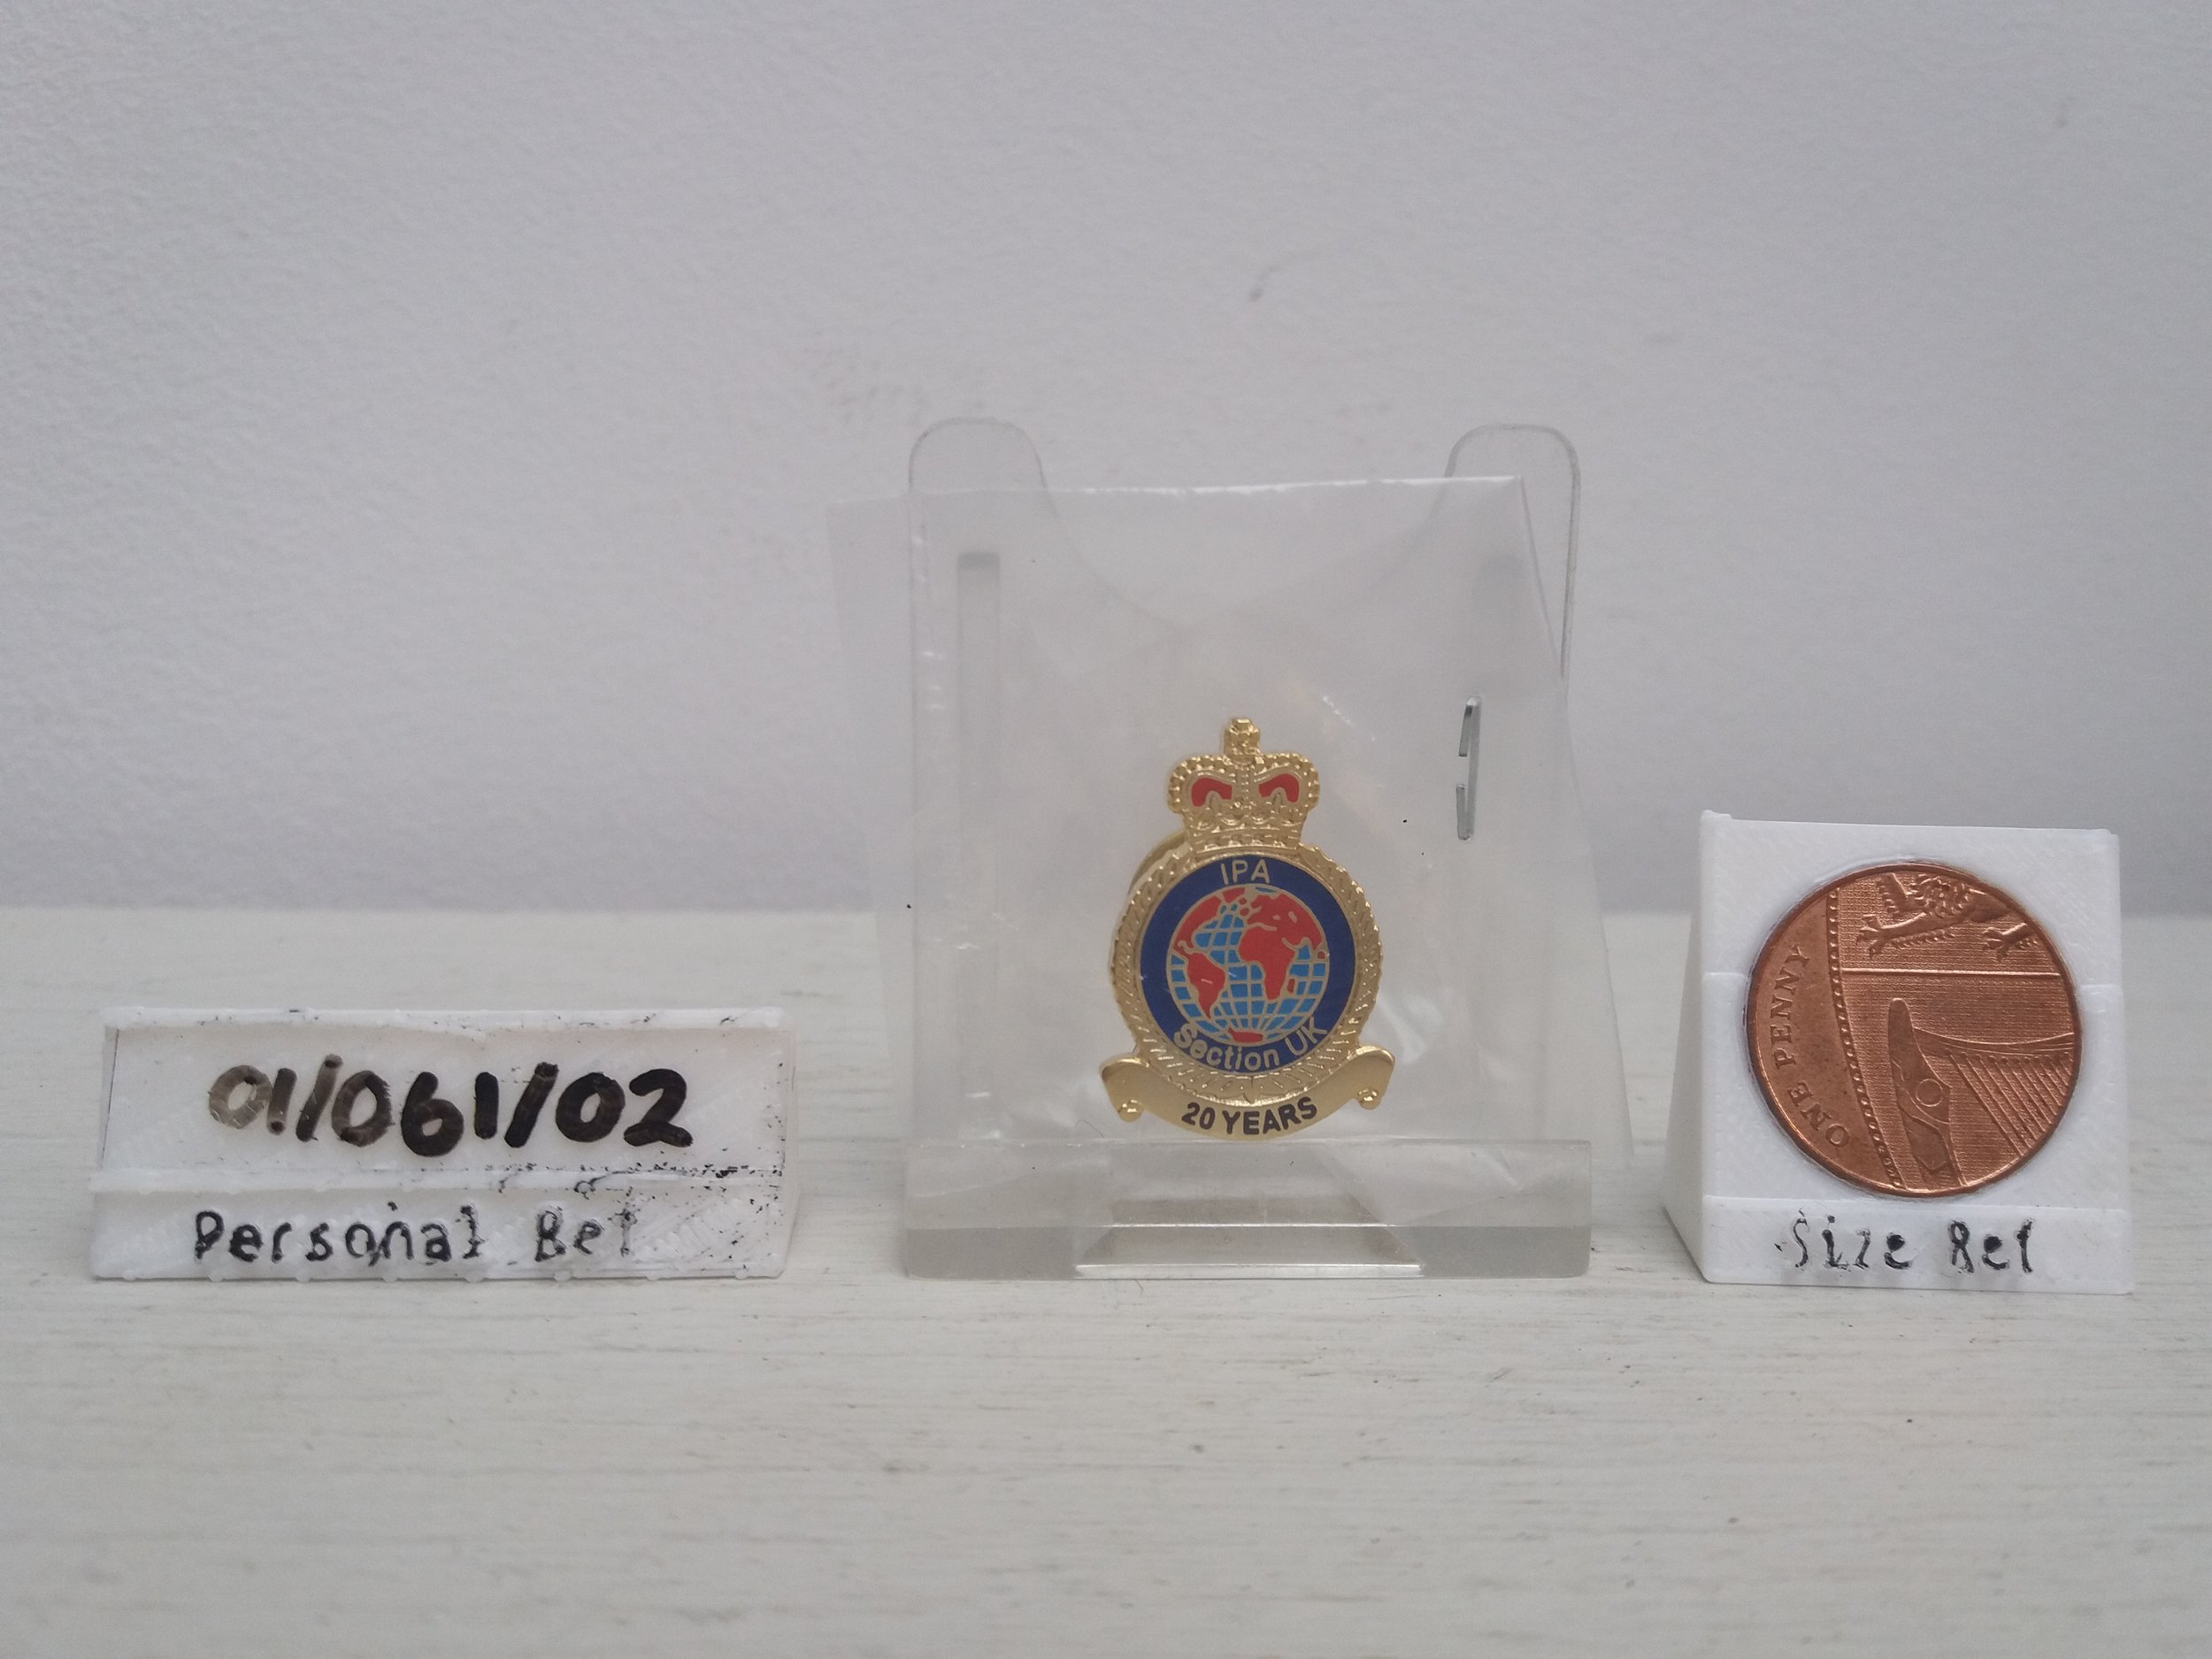 01/061/02
Personal Ref
IPA
Section UK
20 YEARS
ONE PENNY
Size Ref